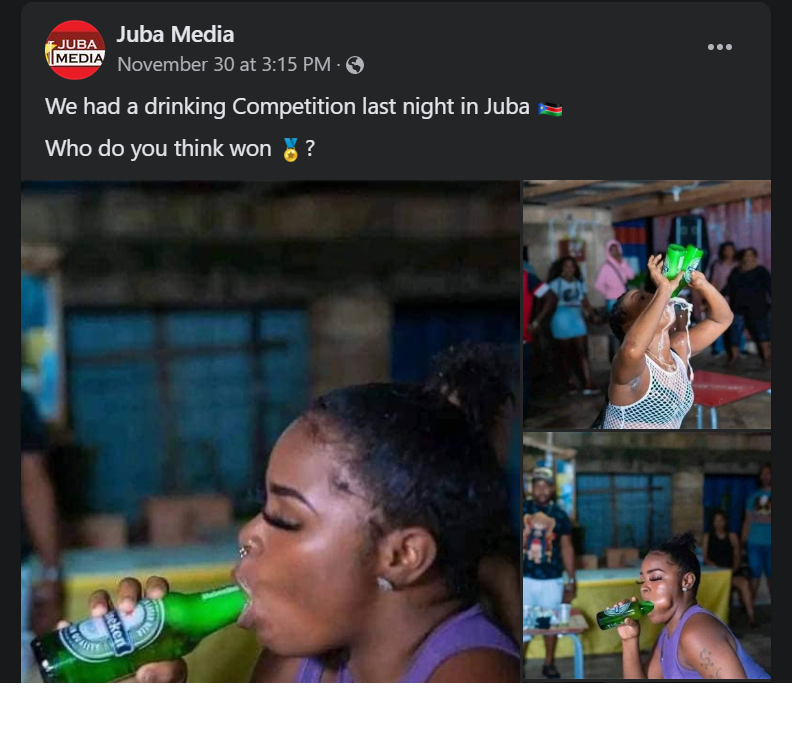 JUBA
MEDIA
Juba Media
November 30 at 3:15 PM ·
We had a drinking Competition last night in Juba 🇸🇸
Who do you think won 🏅?